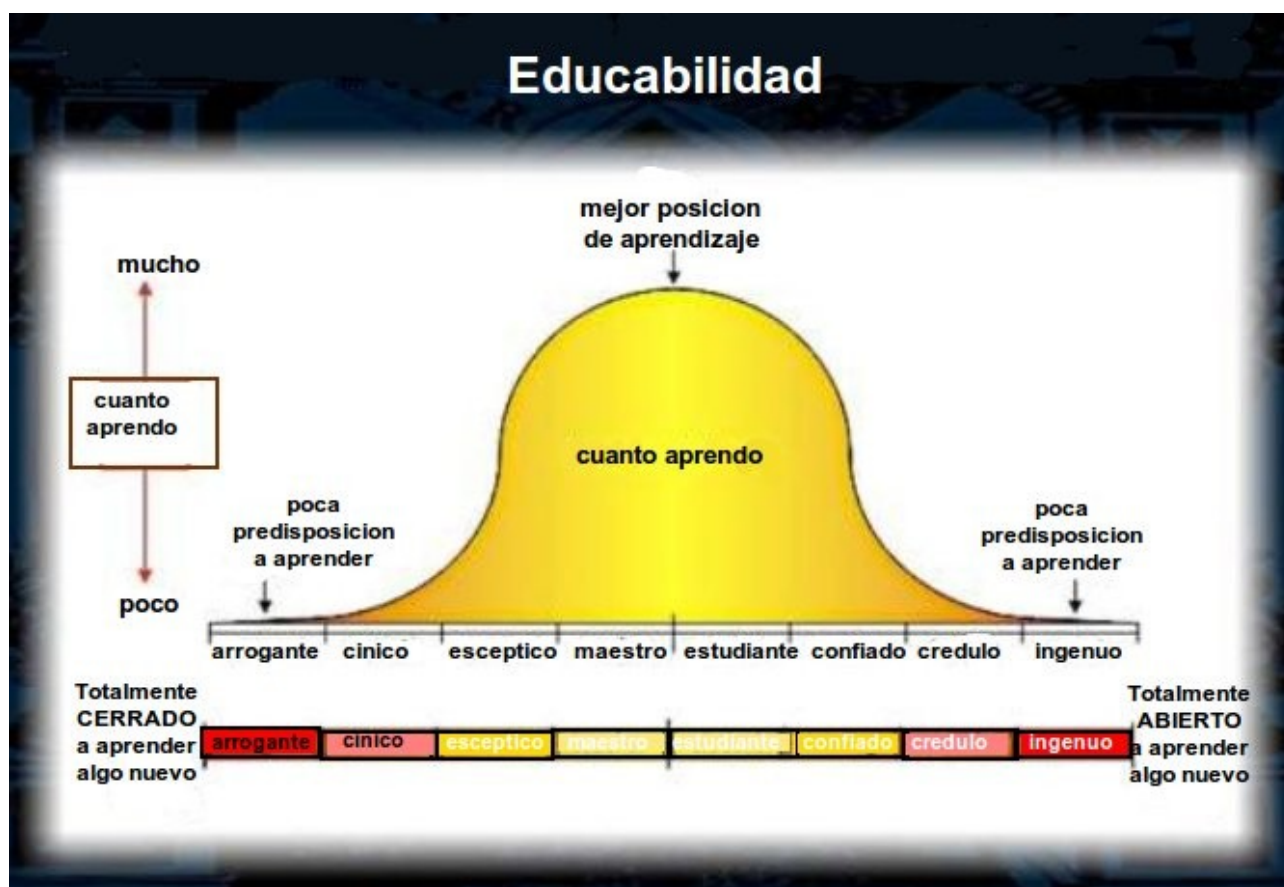 Educabilidad
mejor posicion
de aprendizaje
mucho
cuanto
aprendo
cuanto aprendo
poca
predisposicion
a aprender
poca
predisposicion
a aprender
poco
arrogante cinico esceptico maestro estudiante confiado credulo ingenuo
Totalmente
CERRADO
a aprender
algo nuevo
arrogante cinico esceptico maestro estudiante confiado credulo ingenuo
Totalmente
ABIERTO
a aprender
algo nuevo